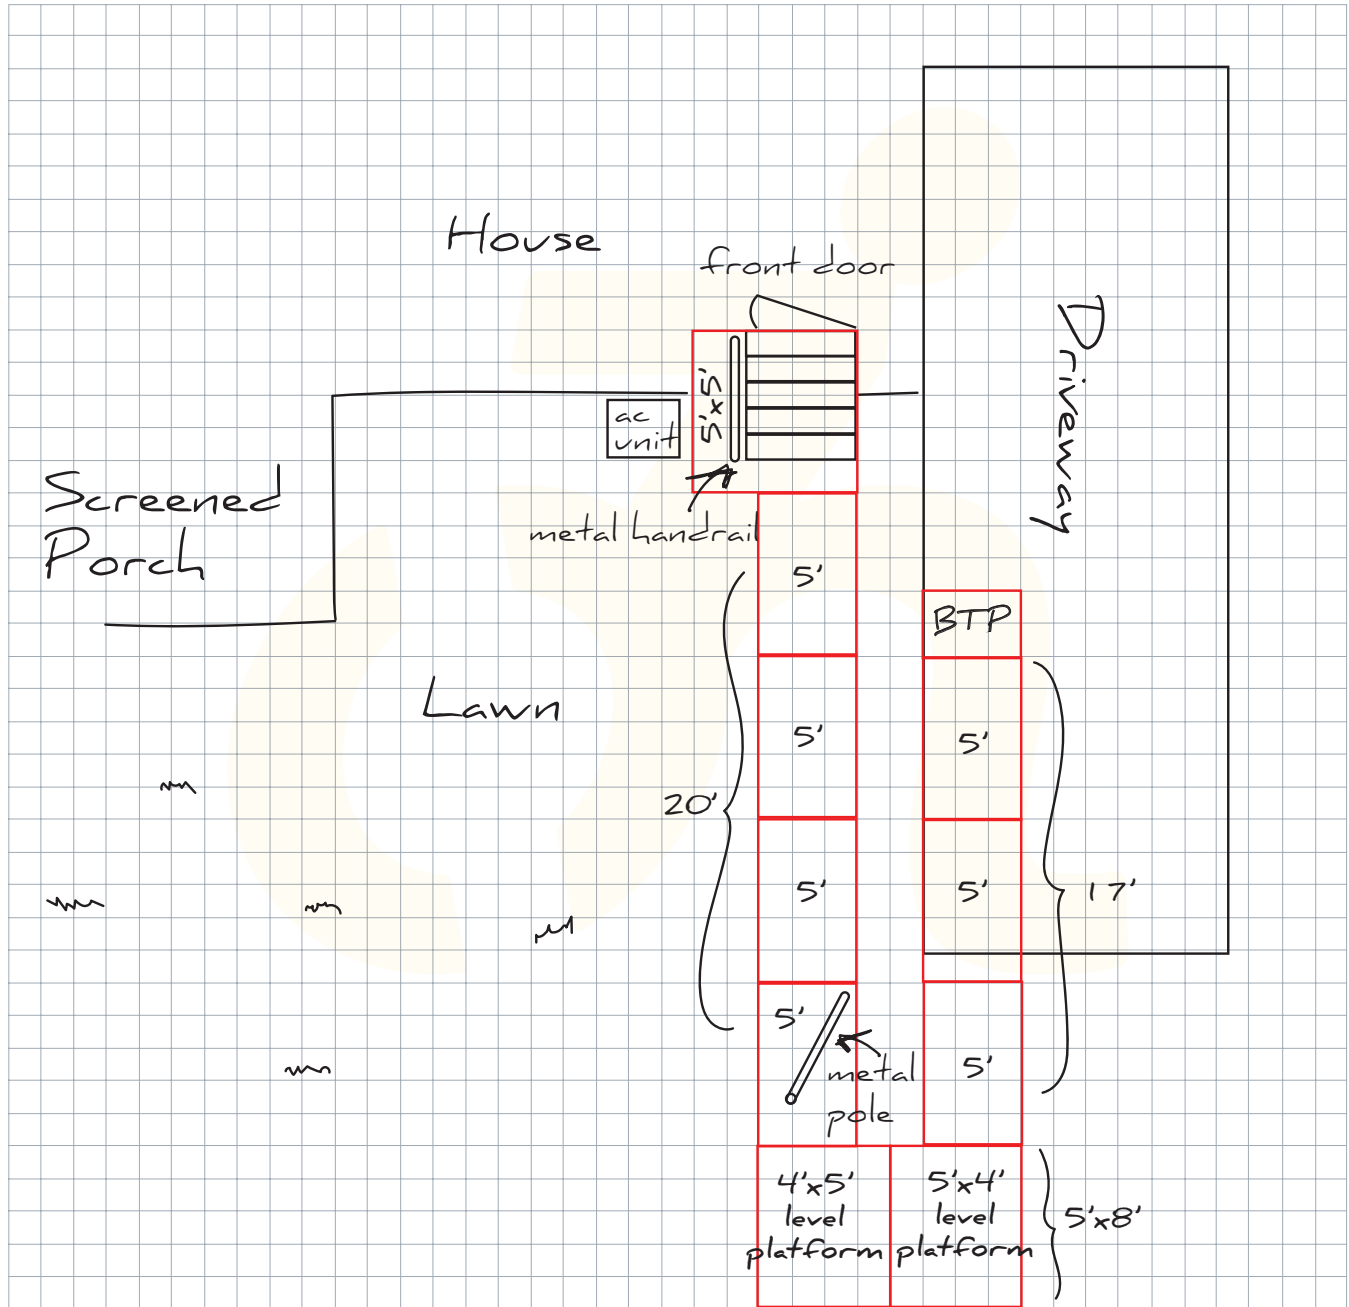 House
front door
Driveway
5'x5'
ac
unit
Screened
Porch
metal handrail
5'
BTP
Lawn
5'
5'
20'
5'
5'
17'
5'
metal
pole
5'
4'x5'
level
platform
5'x4'
level
platform
5'x8'